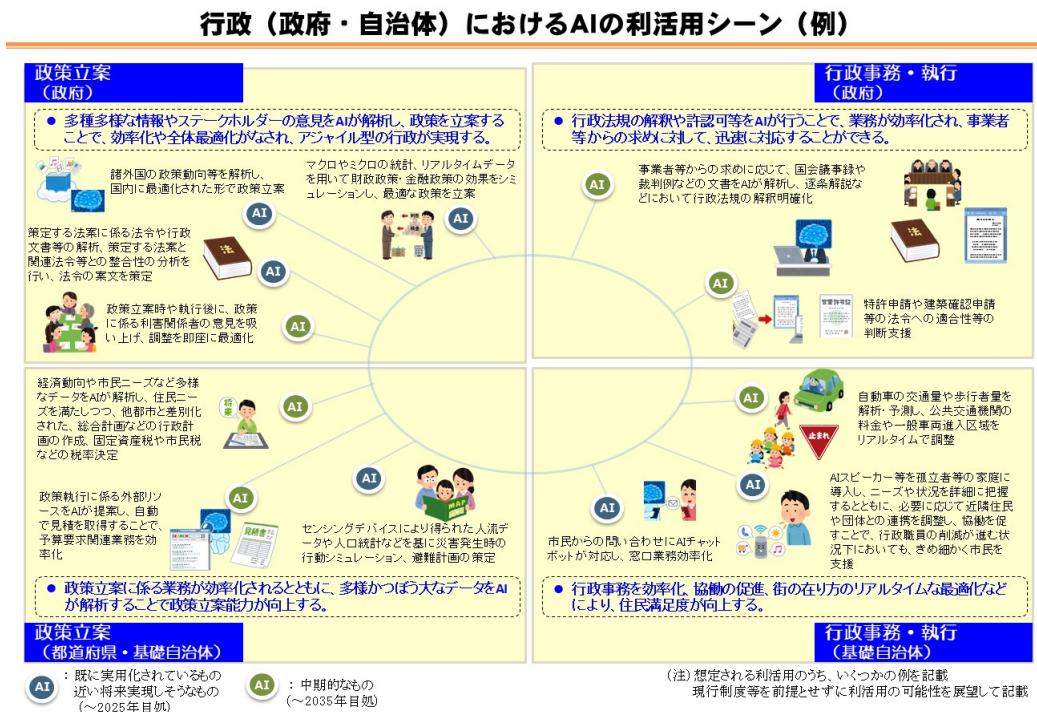 行政（政府・自治体）におけるAIの利活用シーン（例）
政策立案
（政府）
● 多種多様な情報やステークホルダーの意見をAIが解析し、政策を立案する
ことで、効率化や全体最適化がなされ、アジャイル型の行政が実現する。
諸外国の政策動向等を解析し、
国内に最適化された形で政策立案
AI
マクロやミクロの統計、リアルタイムデータ
を用いて財政政策・金融政策の効果をシミ
ュレーションし、最適な政策を立案
AI
策定する法案に係る法令や行政
文書等の解析、策定する法案と
関連法令等との整合性の分析を
行い、法令の案文を策定
法
AI
政策立案時や執行後に、政策
に係る利害関係者の意見を吸
い上げ、調整を即座に最適化
AI
行政事務・執行
（政府）
● 行政法規の解釈や許認可等をAIが行うことで、業務が効率化され、事業者
等からの求めに対して、迅速に対応することができる。
AI
事業者等からの求めに応じて、国会議事録や
裁判例などの文書をAIが解析し、逐条解説な
どにおいて行政法規の解釈明確化
法
AI
営業許可証
特許申請や建築確認申請
等の法令への適合性等の
判断支援
経済動向や市民ニーズなど多様
なデータをAIが解析し、住民ニー
ズを満たしつつ、他都市と差別化
された、総合計画などの行政計
画の作成、固定資産税や市民税
などの税率決定
将来
AI
政策執行に係る外部リソ
ースをAIが提案し、自動
で見積を取得することで、
予算要求関連業務を効
率化
AI
見積書
AI
MAP
センシングデバイスにより得られた人流デ
ータや人口統計などを基に災害発生時の
行動シミュレーション、避難計画の策定
● 政策立案に係る業務が効率化されるとともに、多様かつぼう大なデータをAI
が解析することで政策立案能力が向上する。
政策立案
（都道府県・基礎自治体）
AI
止まれ
自動車の交通量や歩行者量を
解析・予測し、公共交通機関の
料金や一般車両進入区域を
リアルタイムで調整
AI
市民からの問い合わせにAIチャット
ボットが対応し、窓口業務効率化
AI
AIスピーカー等を孤立者等の家庭に
導入し、ニーズや状況を詳細に把握
するとともに、必要に応じて近隣住民
や団体との連携を調整し、協働を促
すことで、行政職員の削減が進む状
況下においても、きめ細かく市民を
支援
● 行政事務を効率化、協働の促進、街の在り方のリアルタイムな最適化など
により、住民満足度が向上する。
行政事務・執行
（基礎自治体）
AI
：既に実用化されているもの
近い将来実現しそうなもの
（～2025年目処）
AI
：中期的なもの
（～2035年目処）
（注）想定される利活用のうち、いくつかの例を記載
現行制度等を前提とせずに利活用の可能性を展望して記載